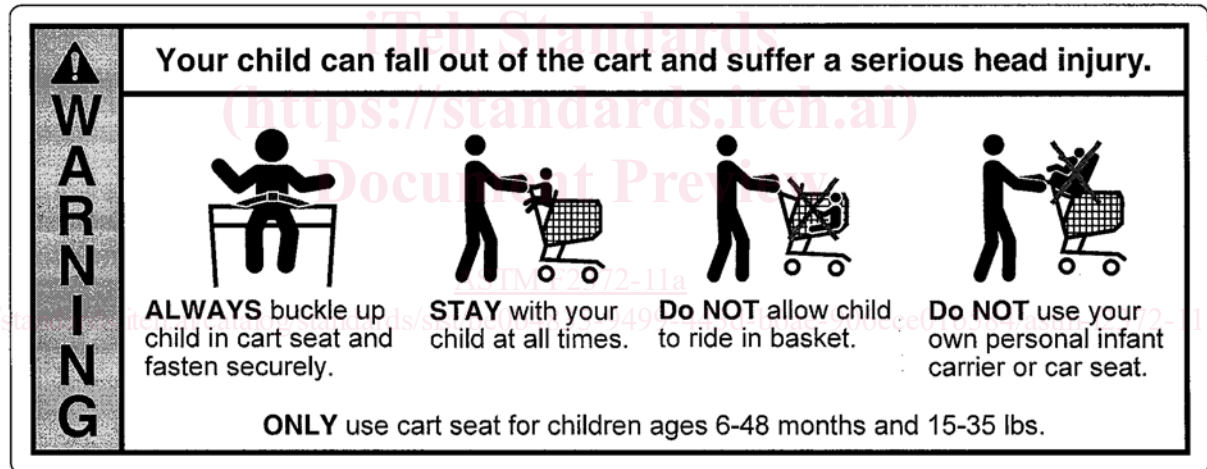 iTeh Standards
(https://standards.iteh.ai)
Document Preview
WARNING
Your child can fall out of the cart and suffer a serious head injury.
ALWAYS buckle up
child in cart seat and
fasten securely.
STAY with your
child at all times.
Do NOT allow child
to ride in basket.
Do NOT use your
own personal infant
carrier or car seat.
ONLY use cart seat for children ages 6-48 months and 15-35 lbs.
ASTM F2372-11a